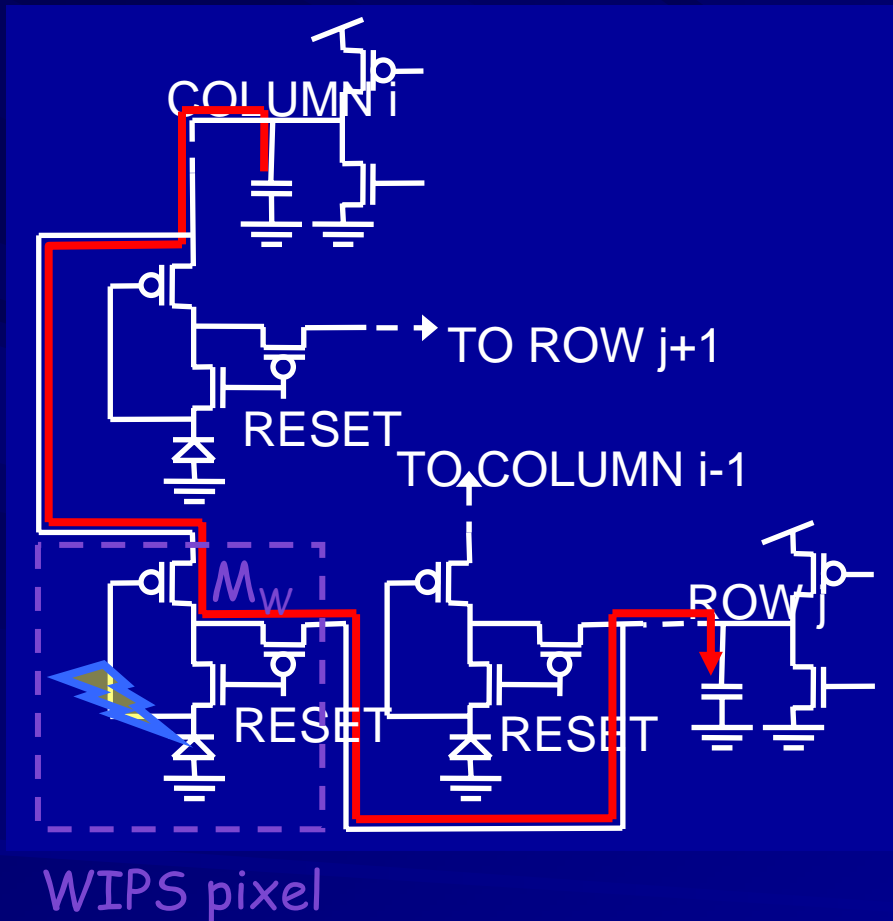 COLUMN i
TO ROW j+1
RESET
TO COLUMN i-1
MW
ROW j
RESET
RESET
WIPS pixel